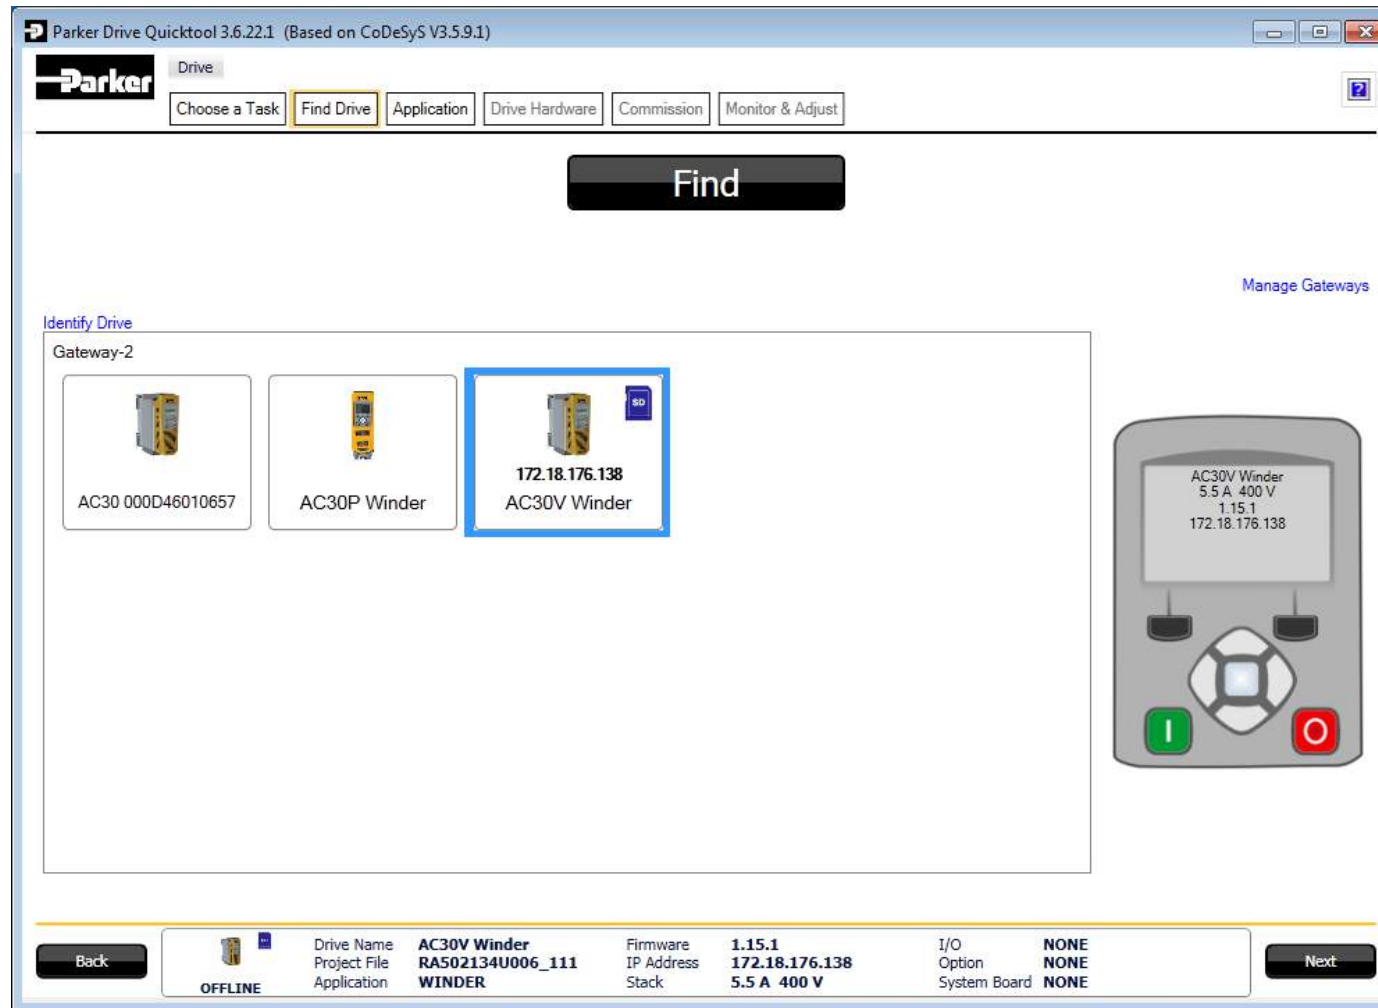 Parker Drive Quicktool 3.6.22.1 (Based on CoDeSyS V3.5.9.1)
Parker
Drive
Choose a Task Find Drive Application Drive Hardware Commission Monitor & Adjust
?
Find
Manage Gateways
Identify Drive
Gateway-2
SD
172.18.176.138
AC30 000D46010657 AC30P Winder AC30V Winder
AC30V Winder
5.5 A 400 V
1.15.1
172.18.176.138
I O
Back
OFFLINE
Drive Name AC30V Winder Firmware 1.15.1 I/O NONE
Project File RA502134U006_111 IP Address 172.18.176.138 Option NONE
Application WINDER Stack 5.5 A 400 V System Board NONE
Next